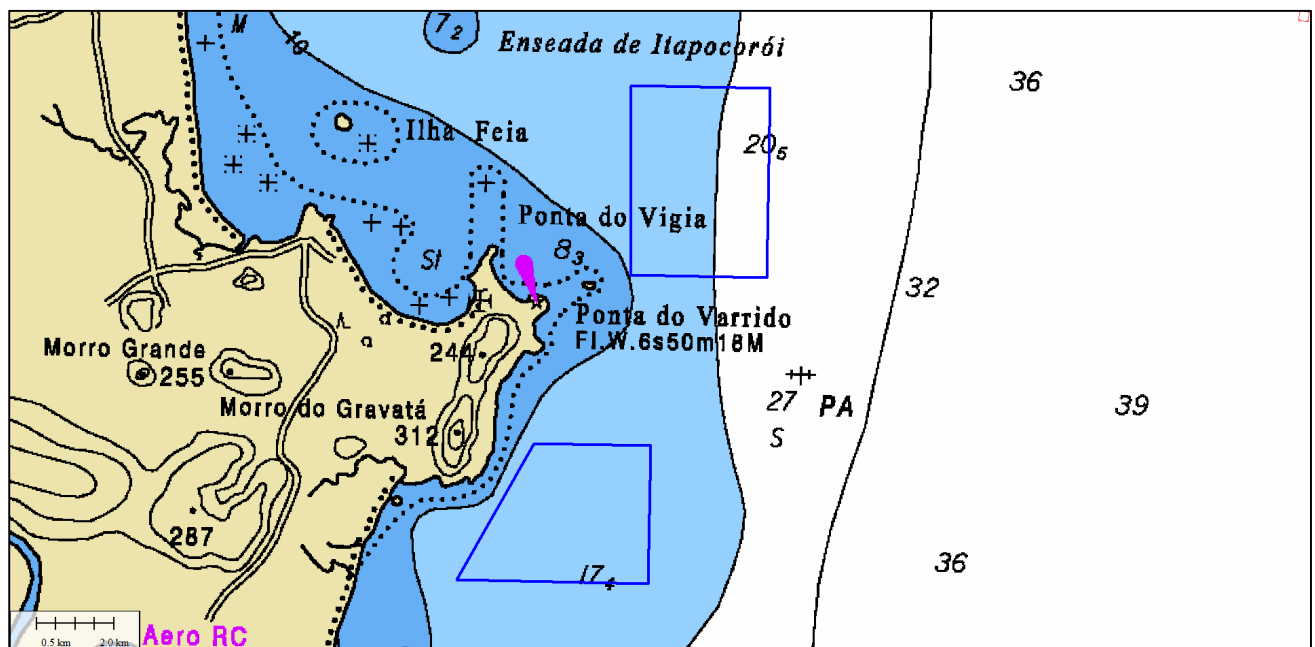 M
10
7₂
Enseada de Itapocorói
36
Ilha Feia
20₅
Ponta do Vigia
8₃
St
32
Ponta do Varrido
Fl.W.6s50m18M
Morro Grande
244
255
27 PA
39
Morro do Gravatá
312
S
287
17₄
36
0.5 km 2.0 km
Aero RC